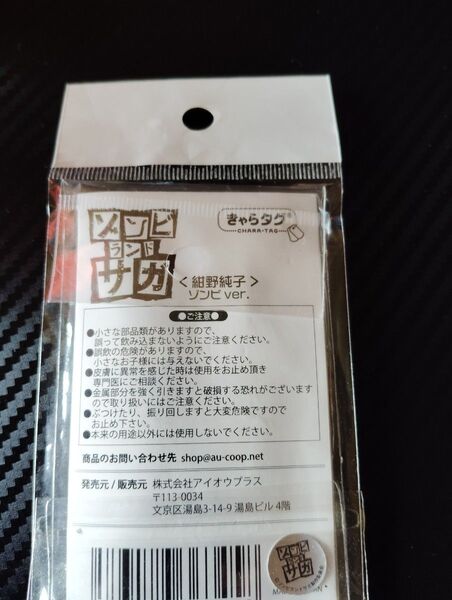 ゾンビ
ランド
サガ
きゃらタグ
CHARA-TAG
<紺野純子>
ゾンビ ver.
●ご注意●
●小さな部品類がありますので、
誤って飲み込まないようにご注意ください。
●誤飲の危険がありますので、
小さなお子様には与えないでください。
●皮膚に異常を感じた時は使用をお止め頂き
専門医にご相談ください。
●金属部分を強く引きますと破損する恐れがございます
ので取り扱いにはご注意ください。
●ぶつけたり、振り回しますと大変危険ですので
お止め下さい。
●本来の用途以外には使用しないでください。
商品のお問い合わせ先 shop@au-coop.net
発売元/販売元 株式会社アイオウプラス
〒113-0034
文京区湯島3-14-9 湯島ビル 4階
ゾンビ
ランド
サガ